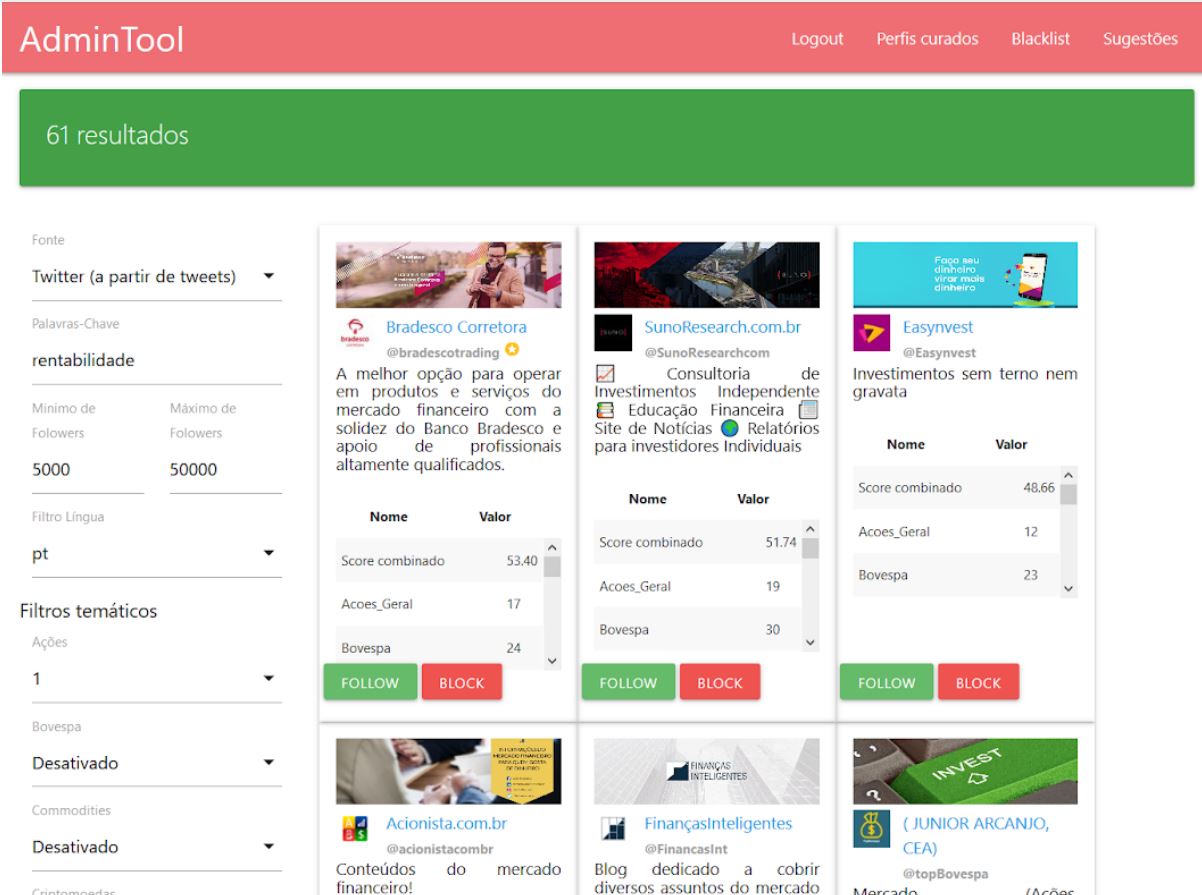 AdminTool
Logout Perfis curados Blacklist Sugestões
61 resultados
Fonte
Twitter (a partir de tweets)
Palavras-Chave
rentabilidade
Minimo de
Folowers
Máximo de
Folowers
5000
50000
Filtro Língua
pt
Filtros temáticos
Ações
1
Bovespa
Desativado
Commodities
Desativado
Criptomoedas
bradesco
Bradesco Corretora
@bradescotrading
A melhor opção para operar
em produtos e serviços do
mercado financeiro com a
solidez do Banco Bradesco e
apoio de profissionais
altamente qualificados.
Nome Valor
Score combinado 53.40
Acoes_Geral 17
Bovespa 24
FOLLOW BLOCK
(SUNO)
SunoResearch.com.br
@SunoResearchcom
Consultoria de
Investimentos Independente
Educação Financeira
Site de Notícias Relatórios
para investidores Individuais
Nome Valor
Score combinado 51.74
Acoes_Geral 19
Bovespa 30
FOLLOW BLOCK
Faça seu
dinheiro
virar mais
dinheiro
Easynvest
@Easynvest
Investimentos sem terno nem
gravata
Nome Valor
Score combinado 48.66
Acoes_Geral 12
Bovespa 23
FOLLOW BLOCK
Acionista.com.br
@acionistacombr
Conteúdos do mercado
financeiro!
FINANÇAS
INTELIGENTES
FinançasInteligentes
@FinancasInt
Blog dedicado a cobrir
diversos assuntos do mercado
INVEST
( JUNIOR ARCANJO,
CEA)
@topBovespa
Mercado (Ações,